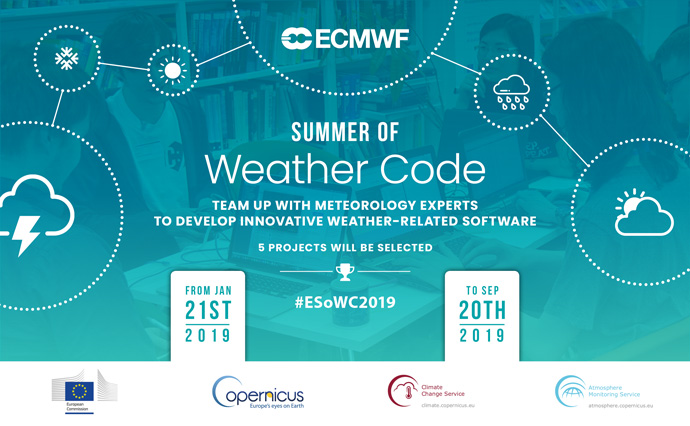 ECMWF
SUMMER OF
Weather Code
TEAM UP WITH METEOROLOGY EXPERTS
TO DEVELOP INNOVATIVE WEATHER-RELATED SOFTWARE
5 PROJECTS WILL BE SELECTED
FROM JAN
21ST
2019
#ESoWC2019
TO SEP
20TH
2019
European
Commission
Copernicus
Europe's eyes on Earth
Climate
Change Service
climate.copernicus.eu
Atmosphere
Monitoring Service
atmosphere.copernicus.eu